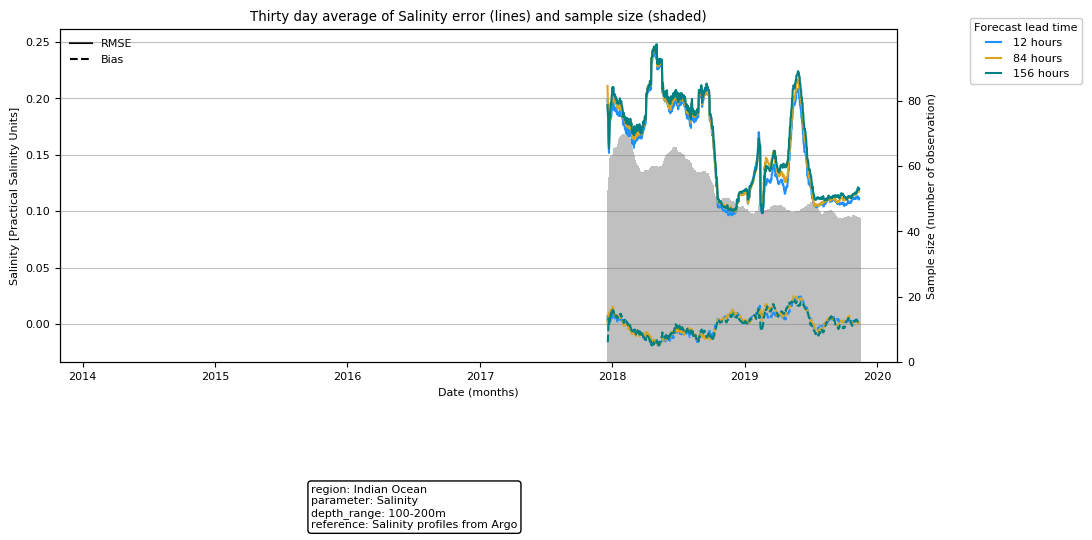 Thirty day average of Salinity error (lines) and sample size (shaded)
Forecast lead time
12 hours
84 hours
156 hours
RMSE
Bias
Salinity [Practical Salinity Units]
0.25
0.20
0.15
0.10
0.05
0.00
80
60
40
20
0
Sample size (number of observation)
2014
2015
2016
2017
2018
2019
2020
Date (months)
region: Indian Ocean
parameter: Salinity
depth_range: 100-200m
reference: Salinity profiles from Argo